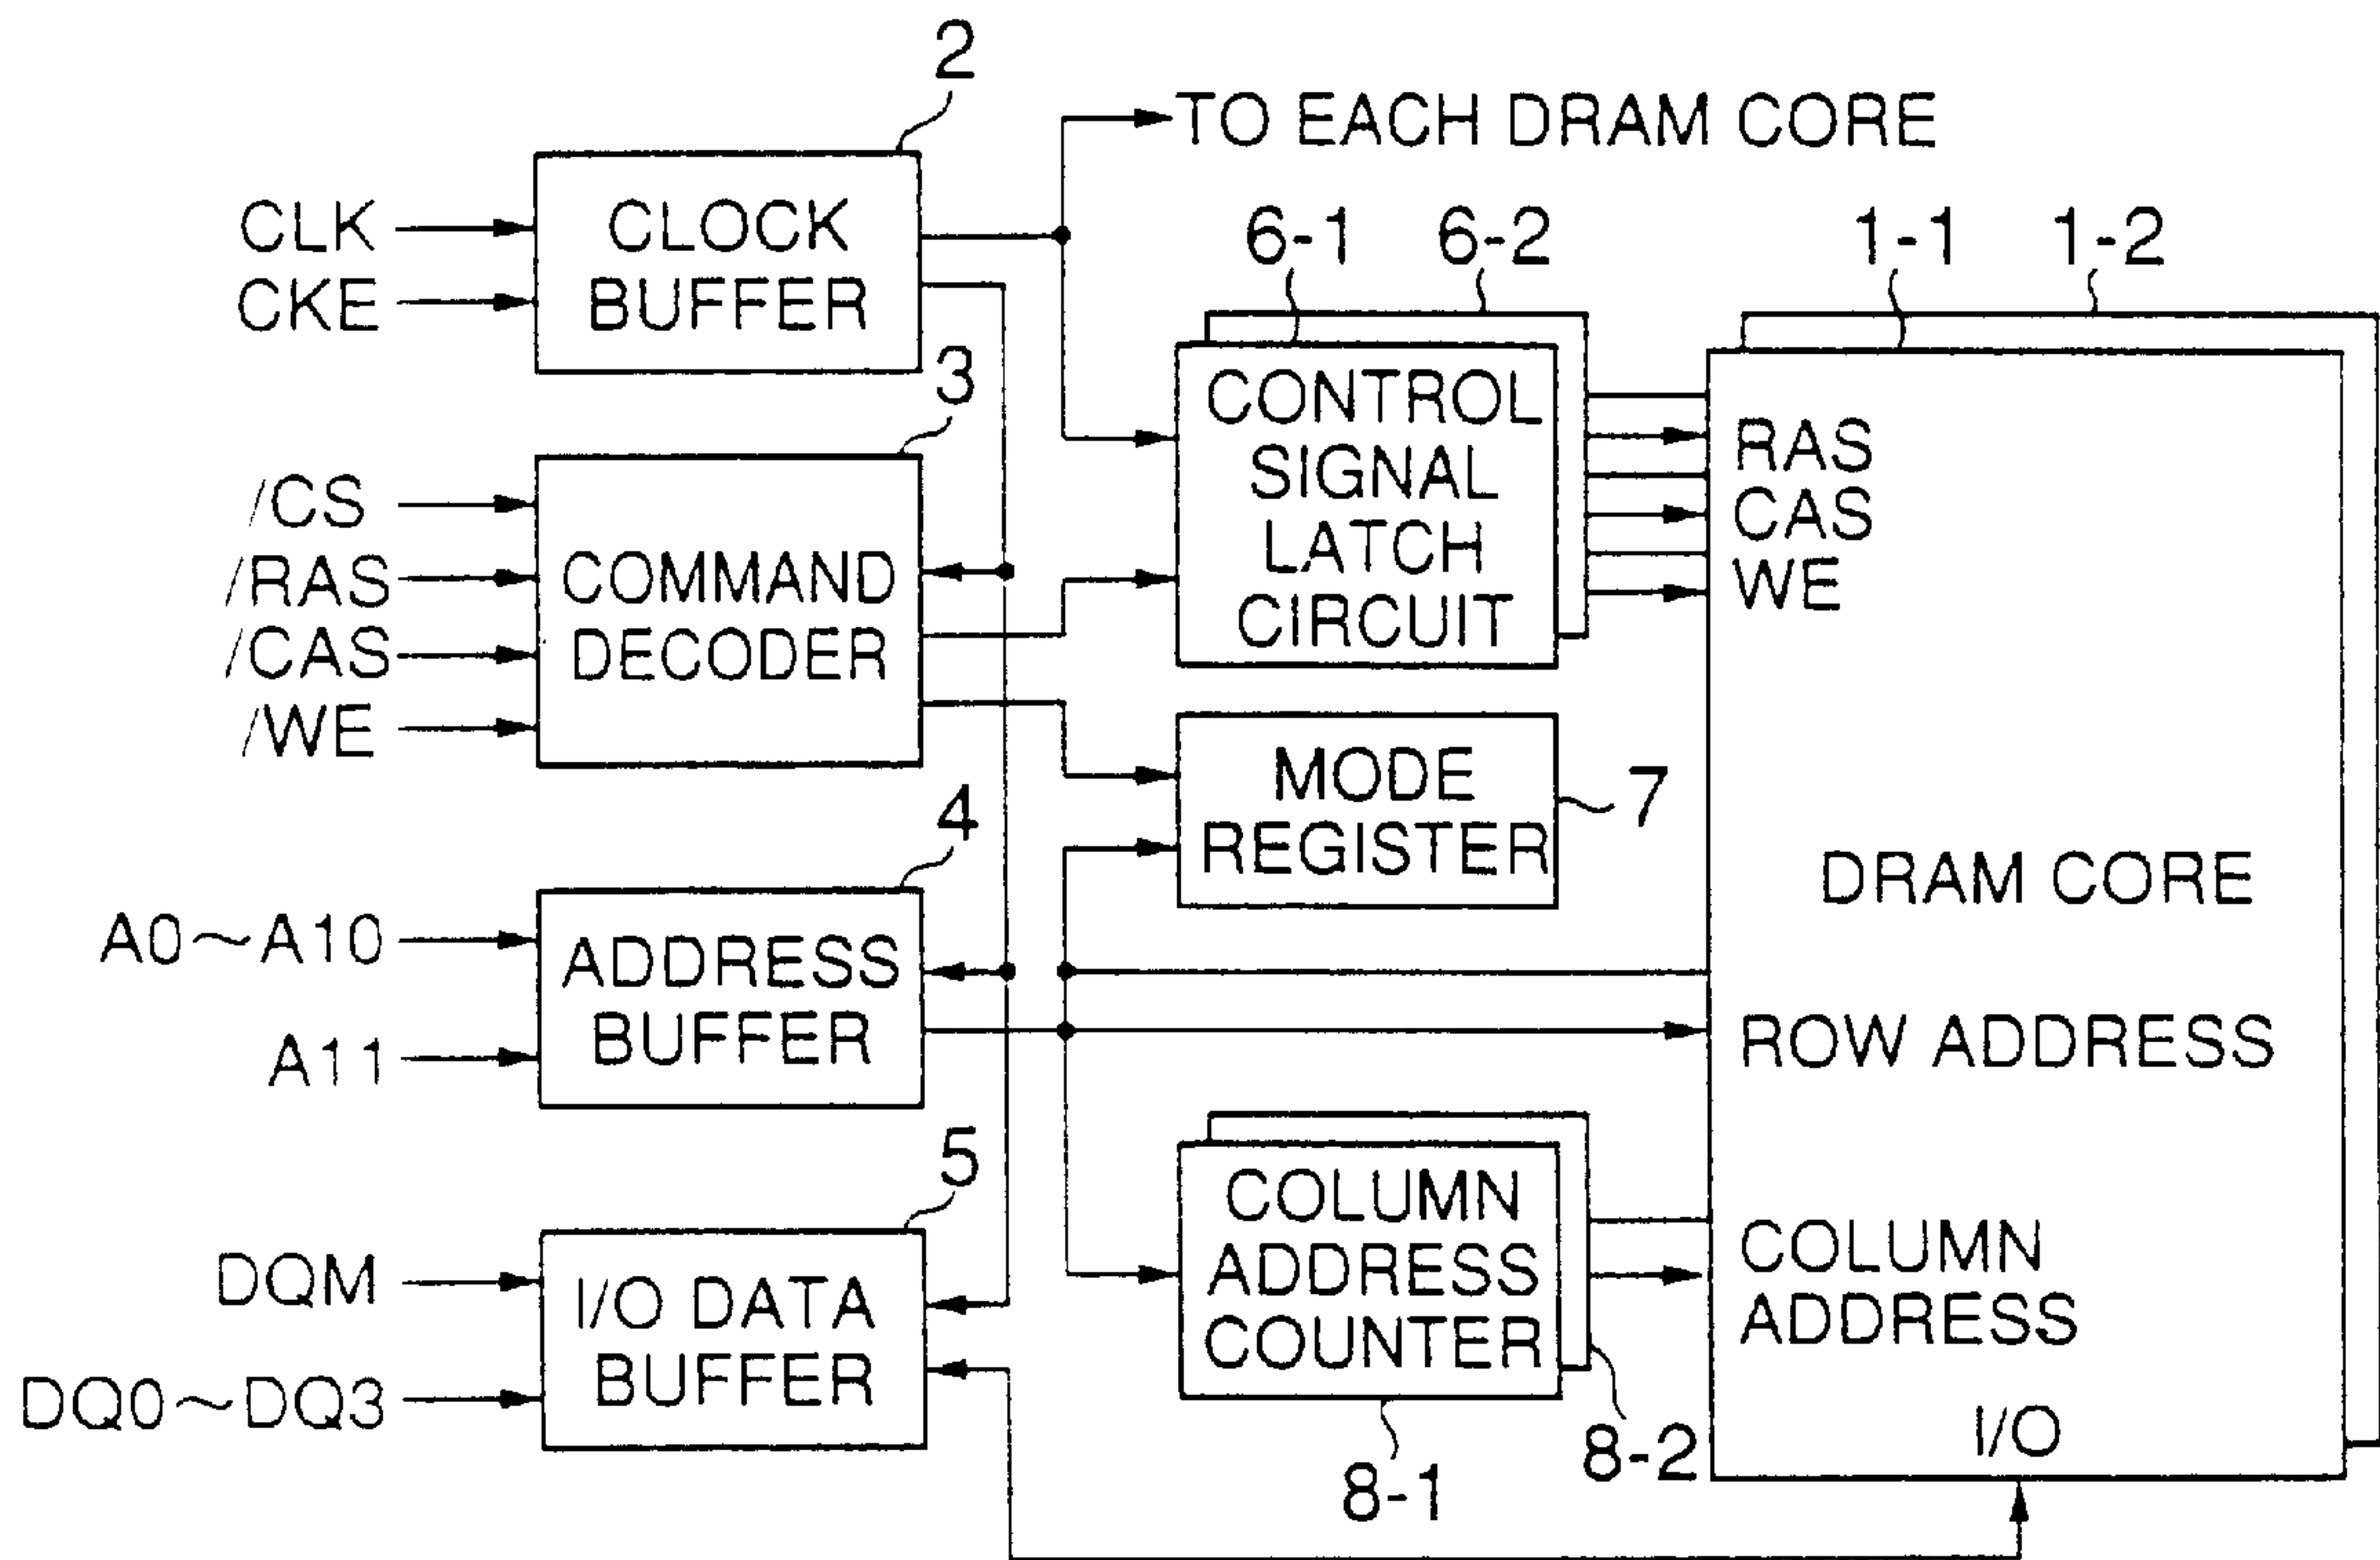 2
TO EACH DRAM CORE
CLK
CKE
CLOCK
BUFFER
6-1
6-2
1-1
1-2
3
/CS
/RAS
/CAS
/WE
COMMAND
DECODER
CONTROL
SIGNAL
LATCH
CIRCUIT
RAS
CAS
WE
MODE
REGISTER
7
DRAM CORE
4
A0~A10
A11
ADDRESS
BUFFER
ROW ADDRESS
5
DQM
DQ0~DQ3
I/O DATA
BUFFER
COLUMN
ADDRESS
COUNTER
8-1
8-2
COLUMN
ADDRESS
I/O